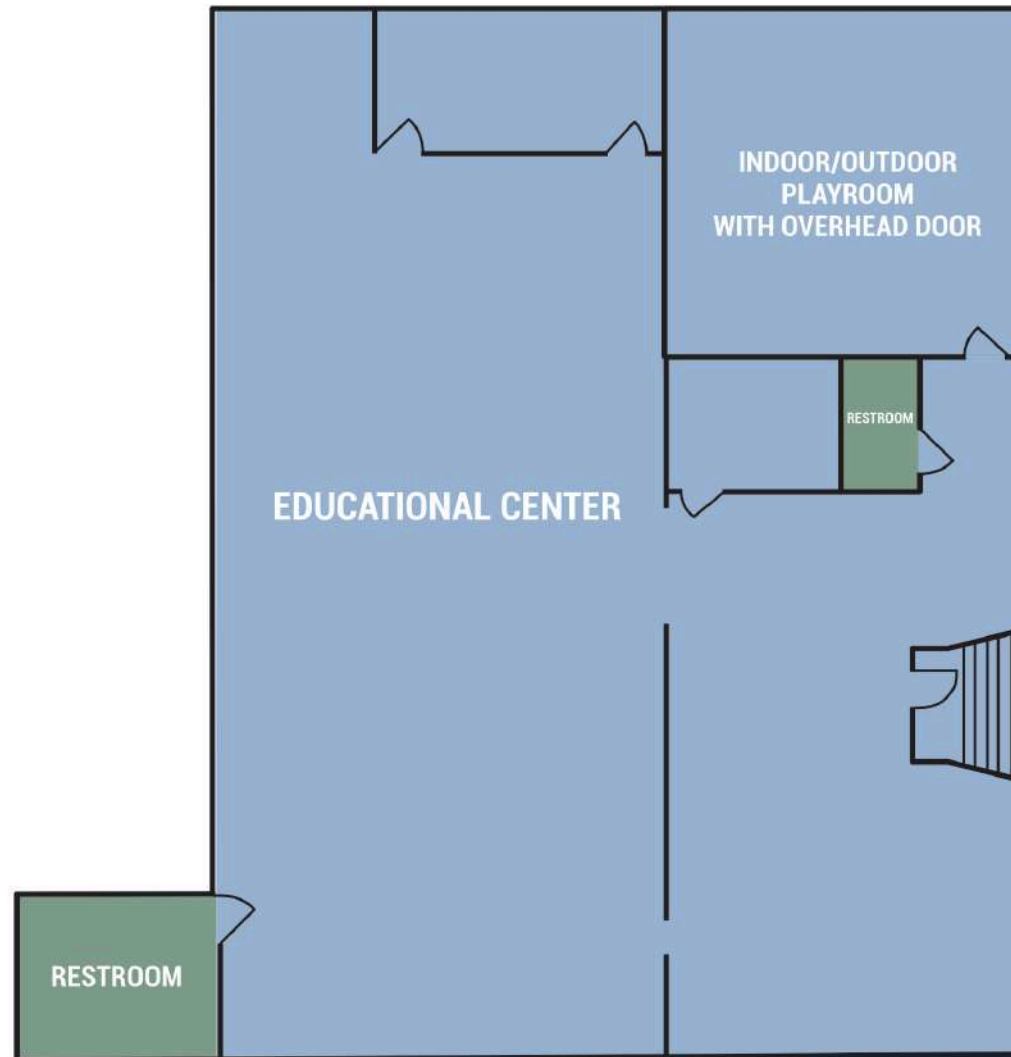 INDOOR/OUTDOOR
PLAYROOM
WITH OVERHEAD DOOR
RESTROOM
EDUCATIONAL CENTER
RESTROOM